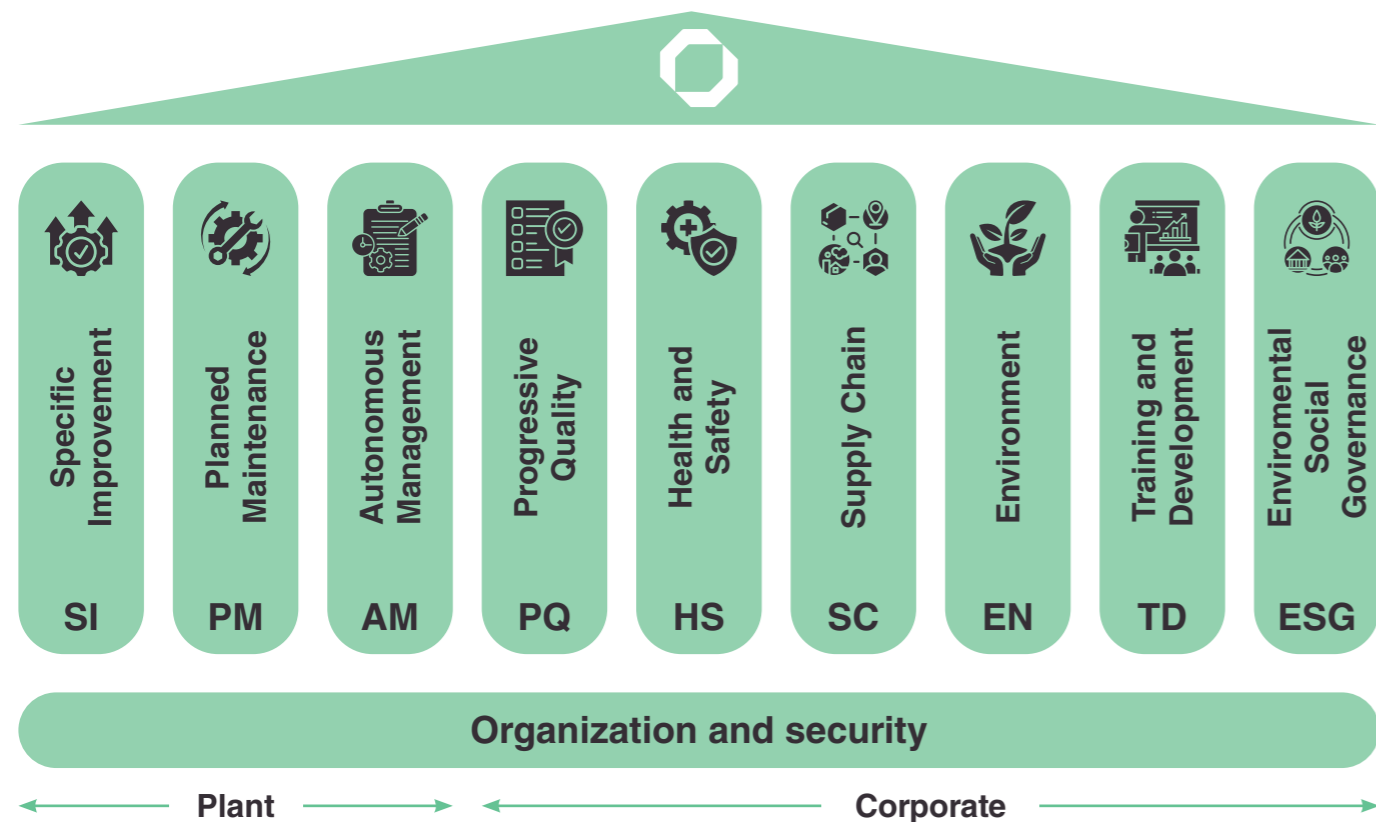 Specific
Improvement
SI
Planned
Maintenance
PM
Autonomous
Management
AM
Progressive
Quality
PQ
Health and
Safety
HS
Supply Chain
SC
Environment
EN
Training and
Development
TD
Enviromental
Social
Governance
ESG
Organization and security
Plant
Corporate